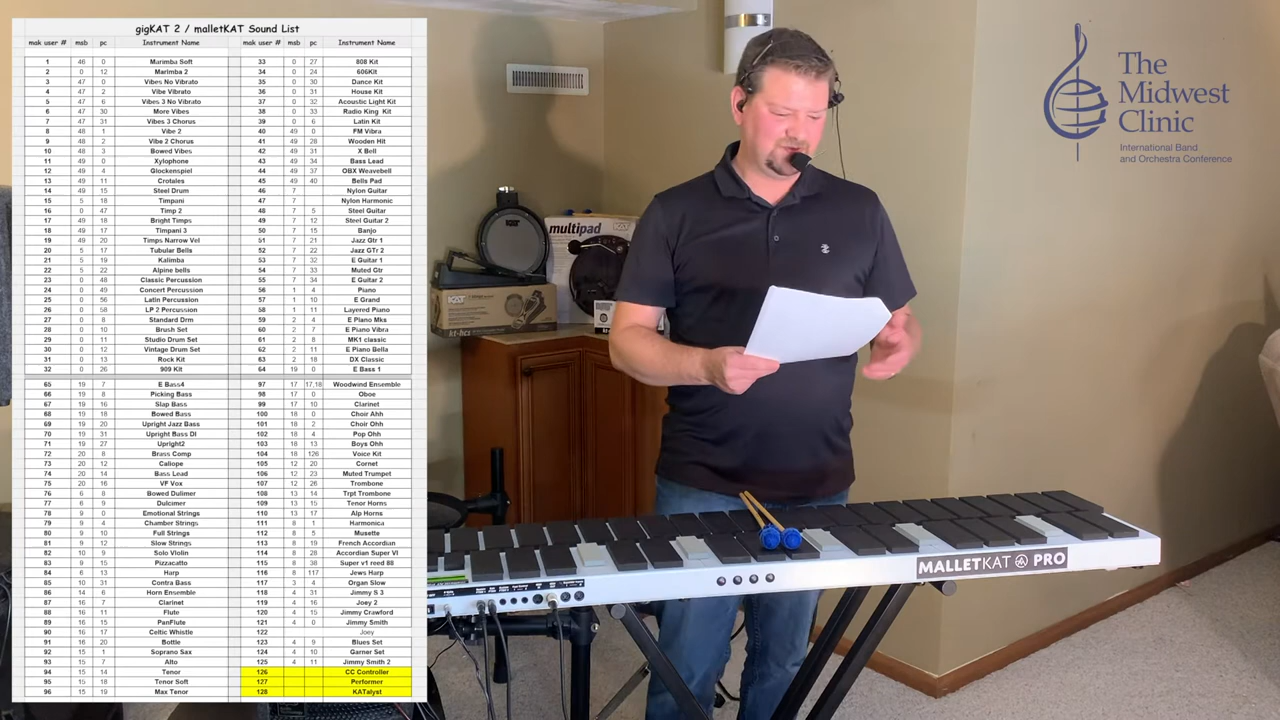 gigKAT 2 / malletKAT Sound List
mak user # msb pc Instrument Name mak user # msb pc Instrument Name
1 46 0 Marimba Soft 33 0 27 808 Kit
2 0 12 Marimba 2 34 0 24 606Kit
3 47 0 Vibes No Vibrato 35 0 30 Dance Kit
4 47 2 Vibe Vibrato 36 0 31 House Kit
5 47 6 Vibes 3 No Vibrato 37 0 32 Acoustic Light Kit
6 47 30 More Vibes 38 0 33 Radio King Kit
7 47 31 Vibes 3 Chorus 39 0 6 Latin Kit
8 48 1 Vibe 2 40 49 0 FM Vibra
9 48 2 Vibe 2 Chorus 41 49 28 Wooden Hit
10 48 3 Bowed Vibes 42 49 31 X Bell
11 49 0 Xylophone 43 49 34 Bass Lead
12 49 4 Glockenspiel 44 49 37 OBX Weavebell
13 49 11 Crotales 45 49 40 Bells Pad
14 49 15 Steel Drum 46 7 Nylon Guitar
15 5 18 Timpani 47 7 Nylon Harmonic
16 0 47 Timp 2 48 7 5 Steel Guitar
17 49 18 Bright Timps 49 7 12 Steel Guitar 2
18 49 17 Timpani 3 50 7 15 Banjo
19 49 20 Timps Narrow Vel 51 7 21 Jazz Gtr 1
20 5 17 Tubular Bells 52 7 22 Jazz GTr 2
21 5 19 Kalimba 53 7 32 E Guitar 1
22 5 22 Alpine bells 54 7 33 Muted Gtr
23 0 48 Classic Percussion 55 7 34 E Guitar 2
24 0 49 Concert Percussion 56 1 4 Piano
25 0 56 Latin Percussion 57 1 10 E Grand
26 0 58 LP 2 Percussion 58 1 11 Layered Piano
27 0 8 Standard Drm 59 2 4 E Piano Mks
28 0 10 Brush Set 60 2 7 E Piano Vibra
29 0 11 Studio Drum Set 61 2 8 MK1 classic
30 0 12 Vintage Drum Set 62 2 11 E Piano Bella
31 0 13 Rock Kit 63 2 18 DX Classic
32 0 26 909 Kit 64 19 0 E Bass 1
65 19 7 E Bass4 97 17 17,18 Woodwind Ensemble
66 19 8 Picking Bass 98 17 0 Oboe
67 19 16 Slap Bass 99 17 10 Clarinet
68 19 18 Bowed Bass 100 18 0 Choir Ahh
69 19 20 Upright Jazz Bass 101 18 2 Choir Ohh
70 19 31 Upright Bass DI 102 18 4 Pop Ohh
71 19 27 Upright2 103 18 13 Boys Ohh
72 20 8 Brass Comp 104 18 126 Voice Kit
73 20 12 Caliope 105 12 20 Cornet
74 20 14 Bass Lead 106 12 23 Muted Trumpet
75 20 16 VF Vox 107 12 26 Trombone
76 6 8 Bowed Dulimer 108 13 14 Trpt Trombone
77 6 9 Dulcimer 109 13 15 Tenor Horns
78 9 0 Emotional Strings 110 13 17 Alp Horns
79 9 4 Chamber Strings 111 8 1 Harmonica
80 9 10 Full Strings 112 8 5 Musette
81 9 12 Slow Strings 113 8 19 French Accordian
82 10 9 Solo Violin 114 8 28 Accordian Super VI
83 9 15 Pizzacatto 115 8 38 Super v1 reed 88
84 6 13 Harp 116 8 117 Jews Harp
85 10 31 Contra Bass 117 3 4 Organ Slow
86 14 6 Horn Ensemble 118 4 31 Jimmy S 3
87 16 7 Clarinet 119 4 16 Joey 2
88 16 11 Flute 120 4 15 Jimmy Crawford
89 16 15 PanFlute 121 4 0 Jimmy Smith
90 16 17 Celtic Whistle 122 Joey
91 16 20 Bottle 123 4 9 Blues Set
92 15 1 Soprano Sax 124 4 10 Garner Set
93 15 7 Alto 125 4 11 Jimmy Smith 2
94 15 14 Tenor 126 CC Controller
95 15 18 Tenor Soft 127 Performer
96 15 19 Max Tenor 128 KATalyst
The
Midwest
Clinic
International Band
and Orchestra Conference
multipad
KAT
MALLETKAT PRO